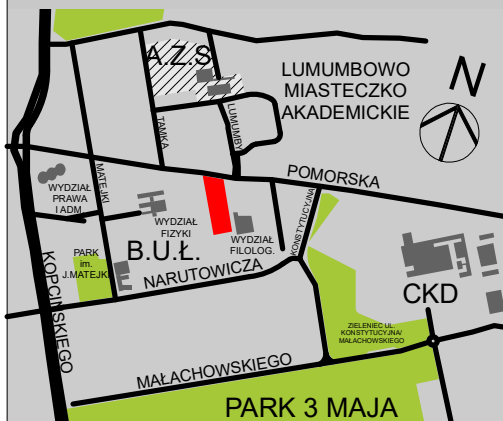 A.Z.S
LUMUMBOWO
MIASTECZKO
AKADEMICKIE
N
TAMKA
LUMUMBY
MATEJKI
POMORSKA
WYDZIAŁ
PRAWA
I ADM.
WYDZIAŁ
FIZYKI
WYDZIAŁ
FILOLOG.
KONSTYTUCYJNA
B.U.Ł.
PARK
im.
J.MATEJKI
NARUTOWICZA
KOPCIŃSKIEGO
CKD
ZIELENIEC UL.
KONSTYTUCYJNA/
MAŁACHOWSKIEGO
MAŁACHOWSKIEGO
PARK 3 MAJA